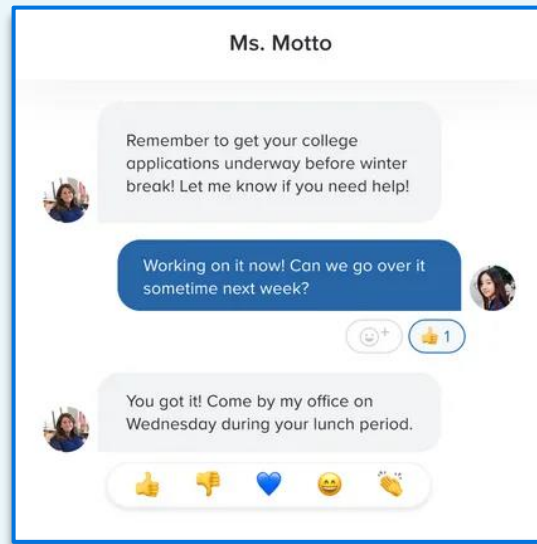 Ms. Motto
Remember to get your college
applications underway before winter
break! Let me know if you need help!
Working on it now! Can we go over it
sometime next week?
1
You got it! Come by my office on
Wednesday during your lunch period.